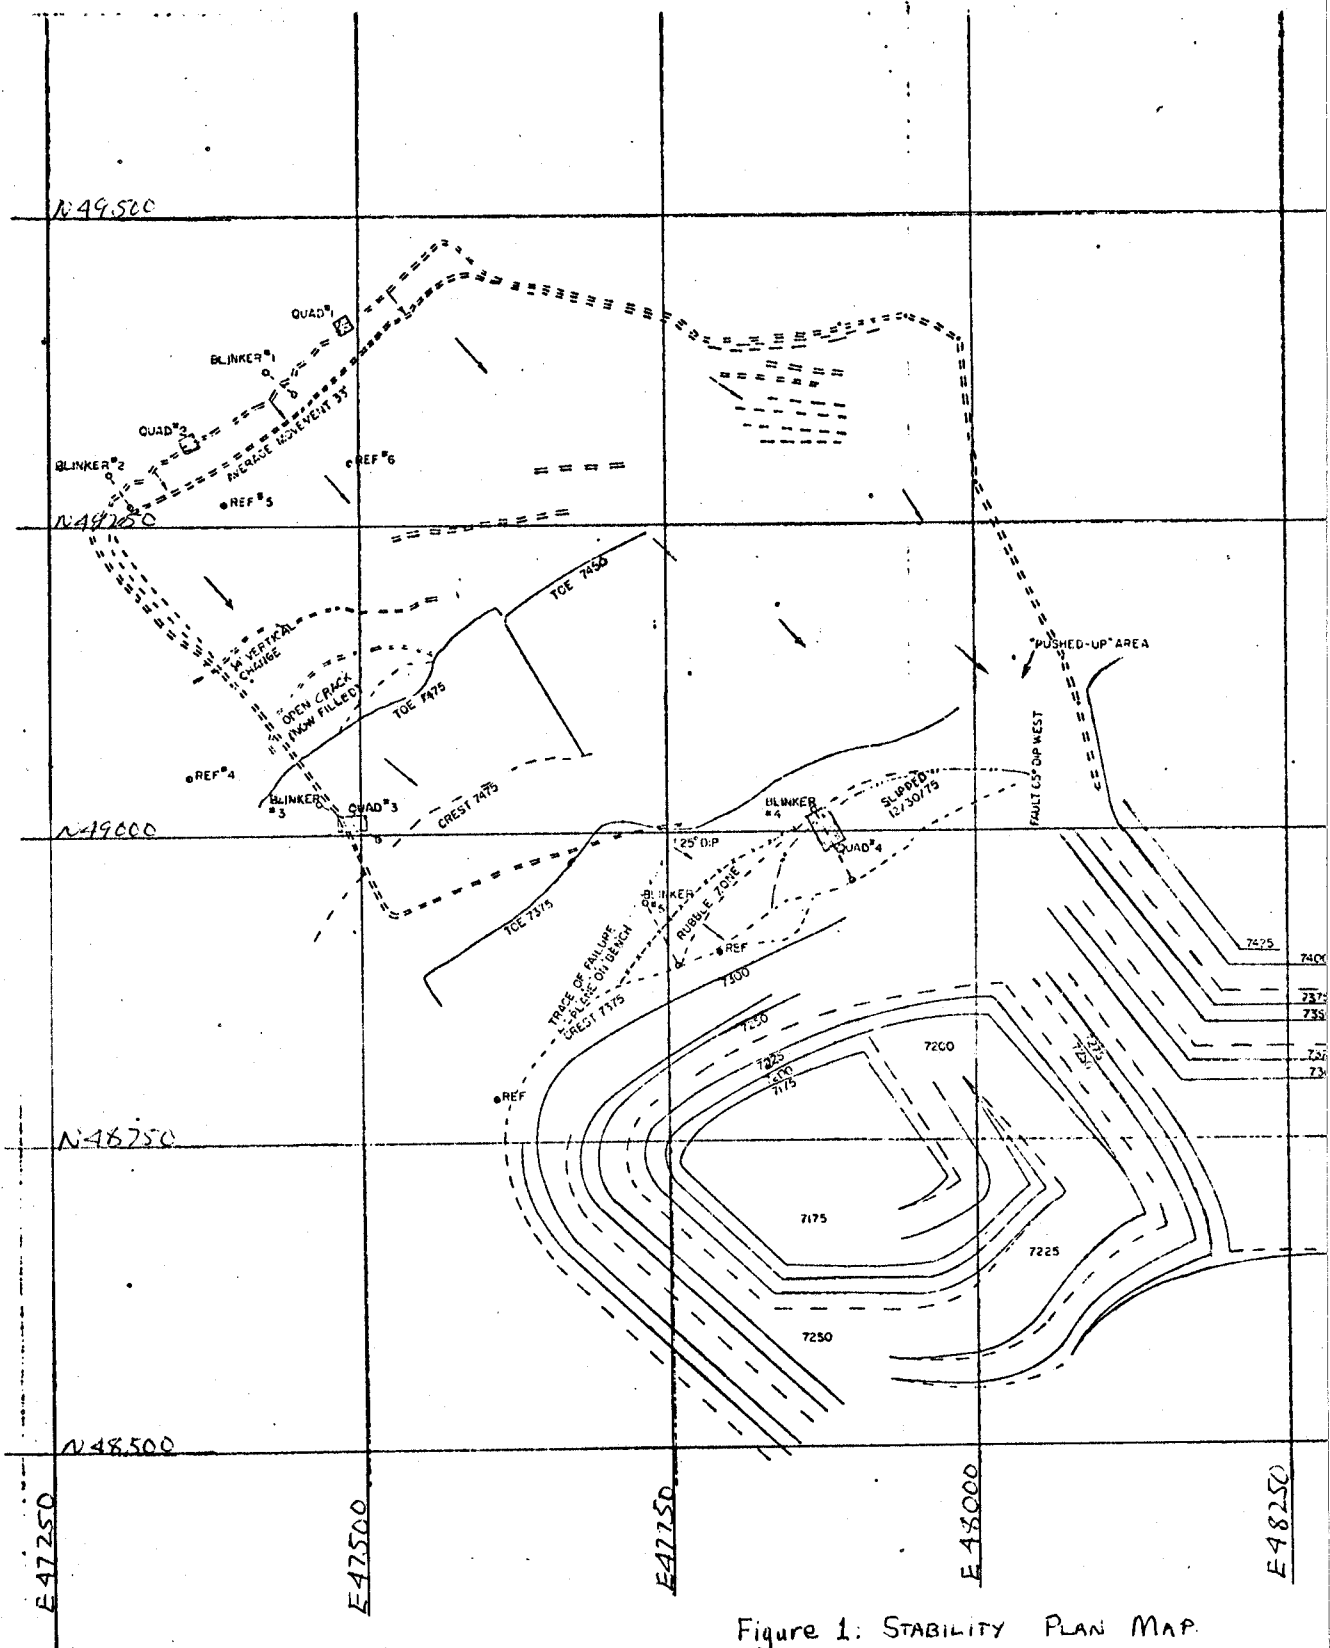 N49,500
QUAD #1
BLINKER #1
QUAD #2
AVERAGE MOVEMENT 33'
BLINKER #2
REF #6
REF #5
N49250
TOE 7450
14' VERTICAL
CHANGE
"PUSHED-UP" AREA
OPEN CRACK
(NOW FILLED)
TOE 7475
REF #4
FAULT 65° DIP WEST
BLINKER
#3
QUAD #3
CREST 7475
BLINKER
#4
SLIPPED
12/30/75
N49000
25° DIP
QUAD #4
BLINKER
#5
RUBBLE ZONE
TOE 7375
REF
7425
7400
TRACE OF FAILURE
PLANE ON BENCH
CREST 7375
7300
7250
7225
7200
7175
7200
7250
7275
REF
N48750
7175
7225
7250
N48,500
E47250
E47500
E47750
E48000
E48250
Figure 1: STABILITY PLAN MAP.